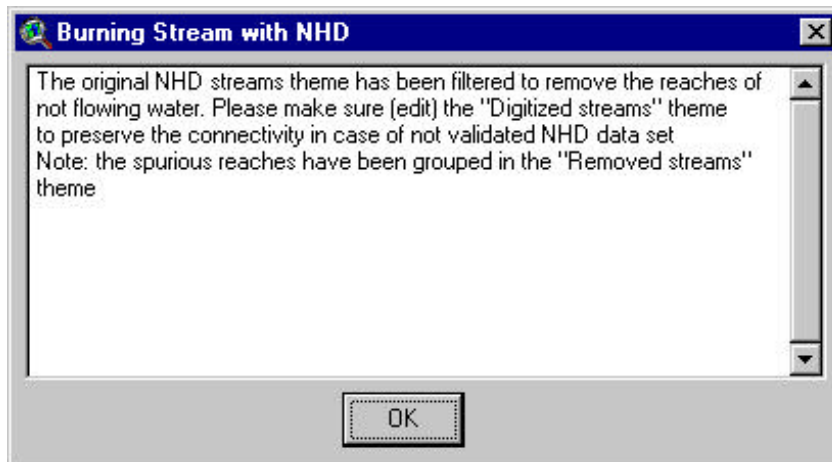 Burning Stream with NHD
The original NHD streams theme has been filtered to remove the reaches of
not flowing water. Please make sure (edit) the "Digitized streams" theme
to preserve the connectivity in case of not validated NHD data set
Note: the spurious reaches have been grouped in the "Removed streams"
theme
OK